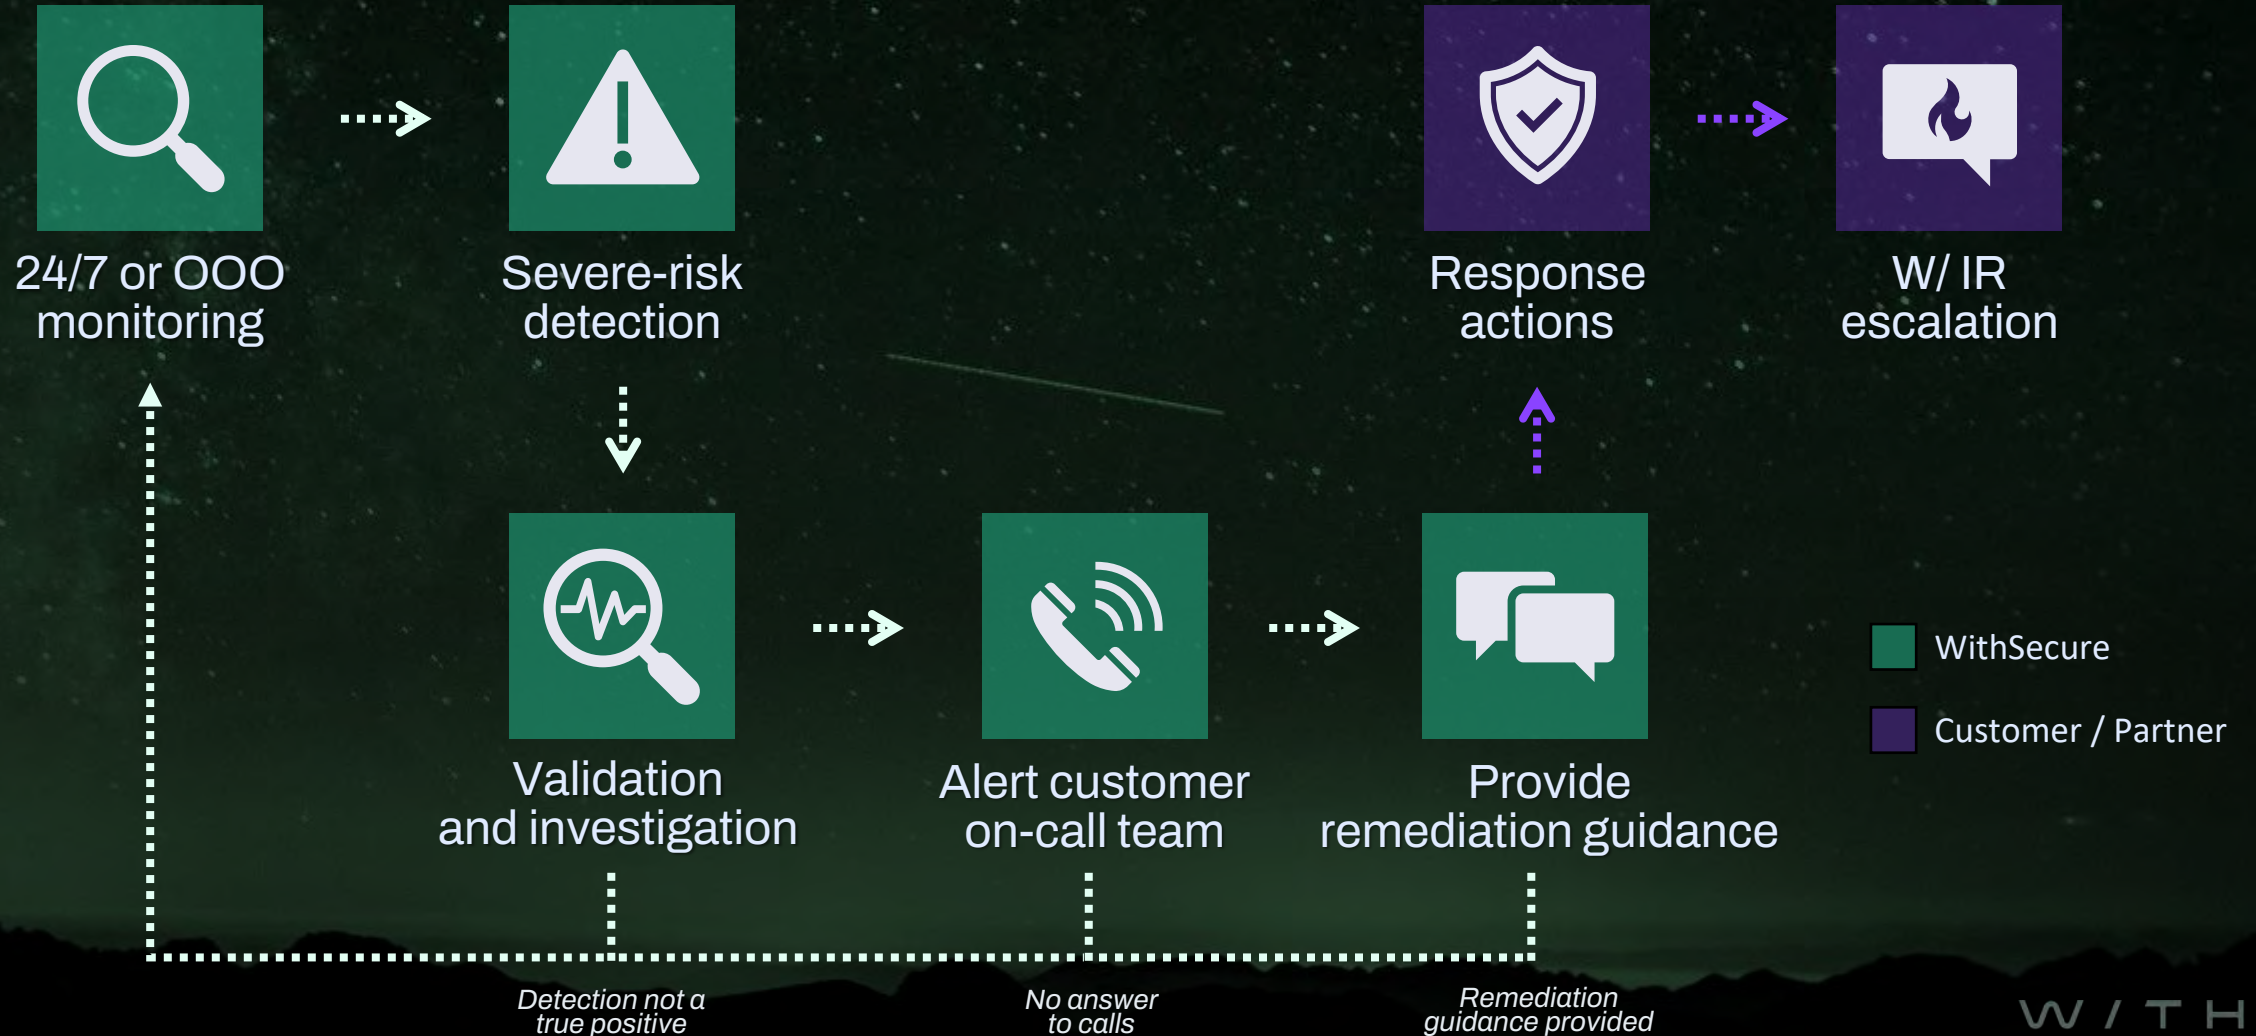 24/7 or OOO
monitoring
Severe-risk
detection
Response
actions
W/ IR
escalation
Validation
and investigation
Alert customer
on-call team
Provide
remediation guidance
WithSecure
Customer / Partner
Detection not a
true positive
No answer
to calls
Remediation
guidance provided
W / T H